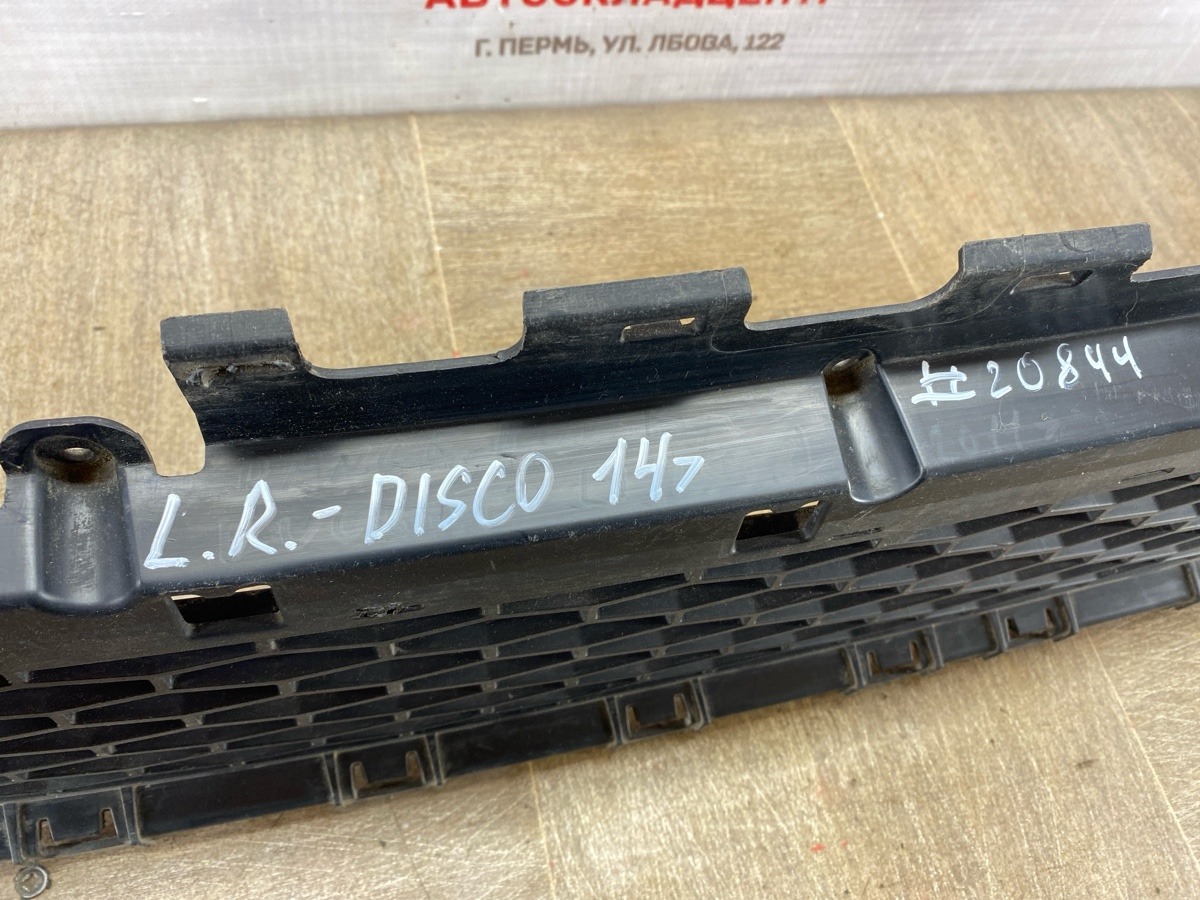 АВТОСКЛАДЦЕНТР
Г. ПЕРМЬ, УЛ. ЛБОВА, 122
#20844
L.R.-DISCO 14>